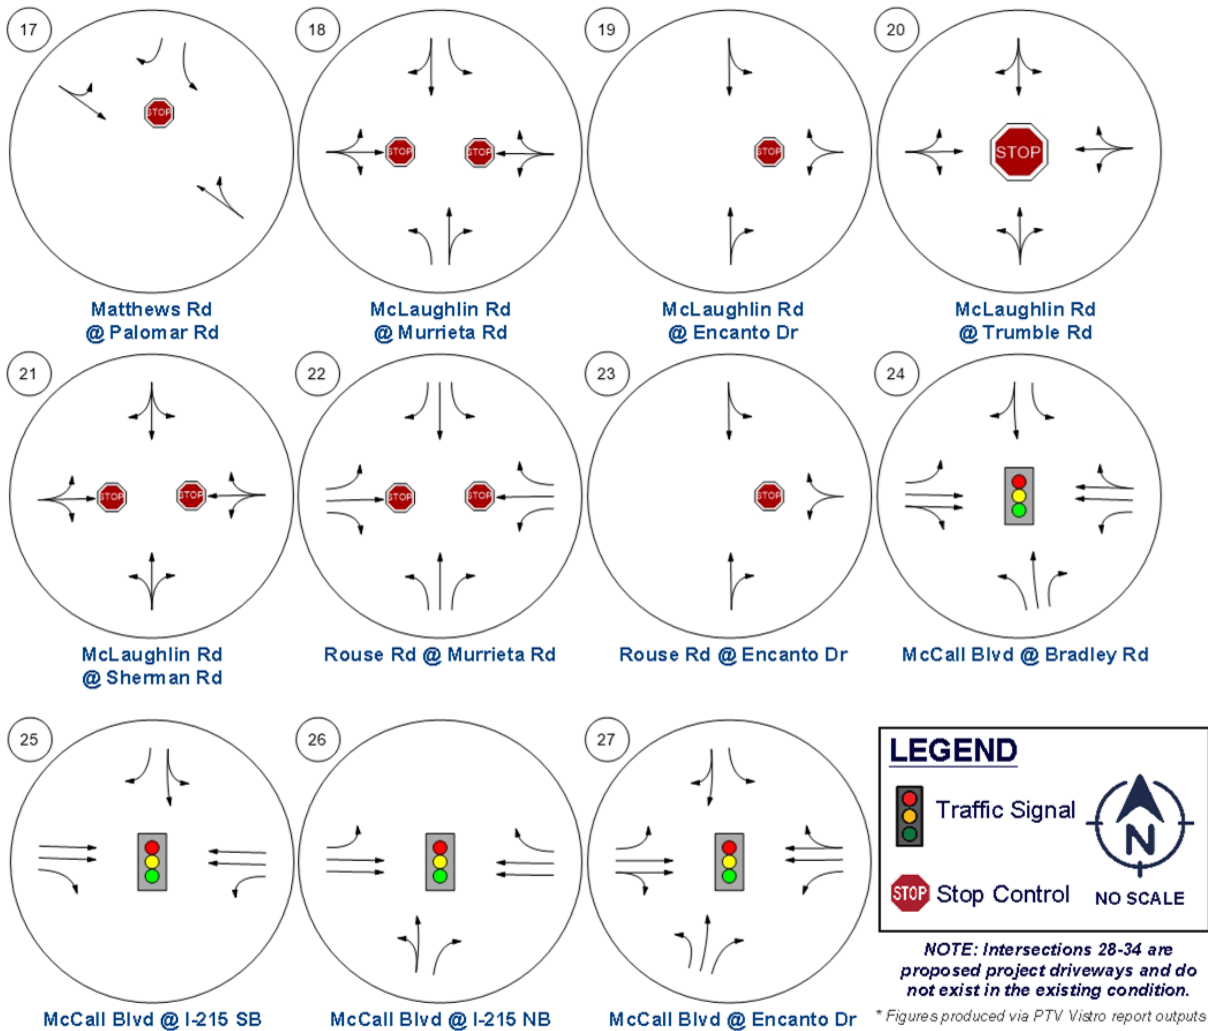 17
18
19
20
STOP
STOP
STOP
STOP
STOP
Matthews Rd
@ Palomar Rd
McLaughlin Rd
@ Murrieta Rd
McLaughlin Rd
@ Encanto Dr
McLaughlin Rd
@ Trumble Rd
21
22
23
24
STOP
STOP
STOP
STOP
STOP
McLaughlin Rd
@ Sherman Rd
Rouse Rd @ Murrieta Rd
Rouse Rd @ Encanto Dr
McCall Blvd @ Bradley Rd
25
26
27
McCall Blvd @ I-215 SB
McCall Blvd @ I-215 NB
McCall Blvd @ Encanto Dr
LEGEND
Traffic Signal
STOP Stop Control
N
NO SCALE
NOTE: Intersections 28-34 are
proposed project driveways and do
not exist in the existing condition.
* Figures produced via PTV Vistro report outputs